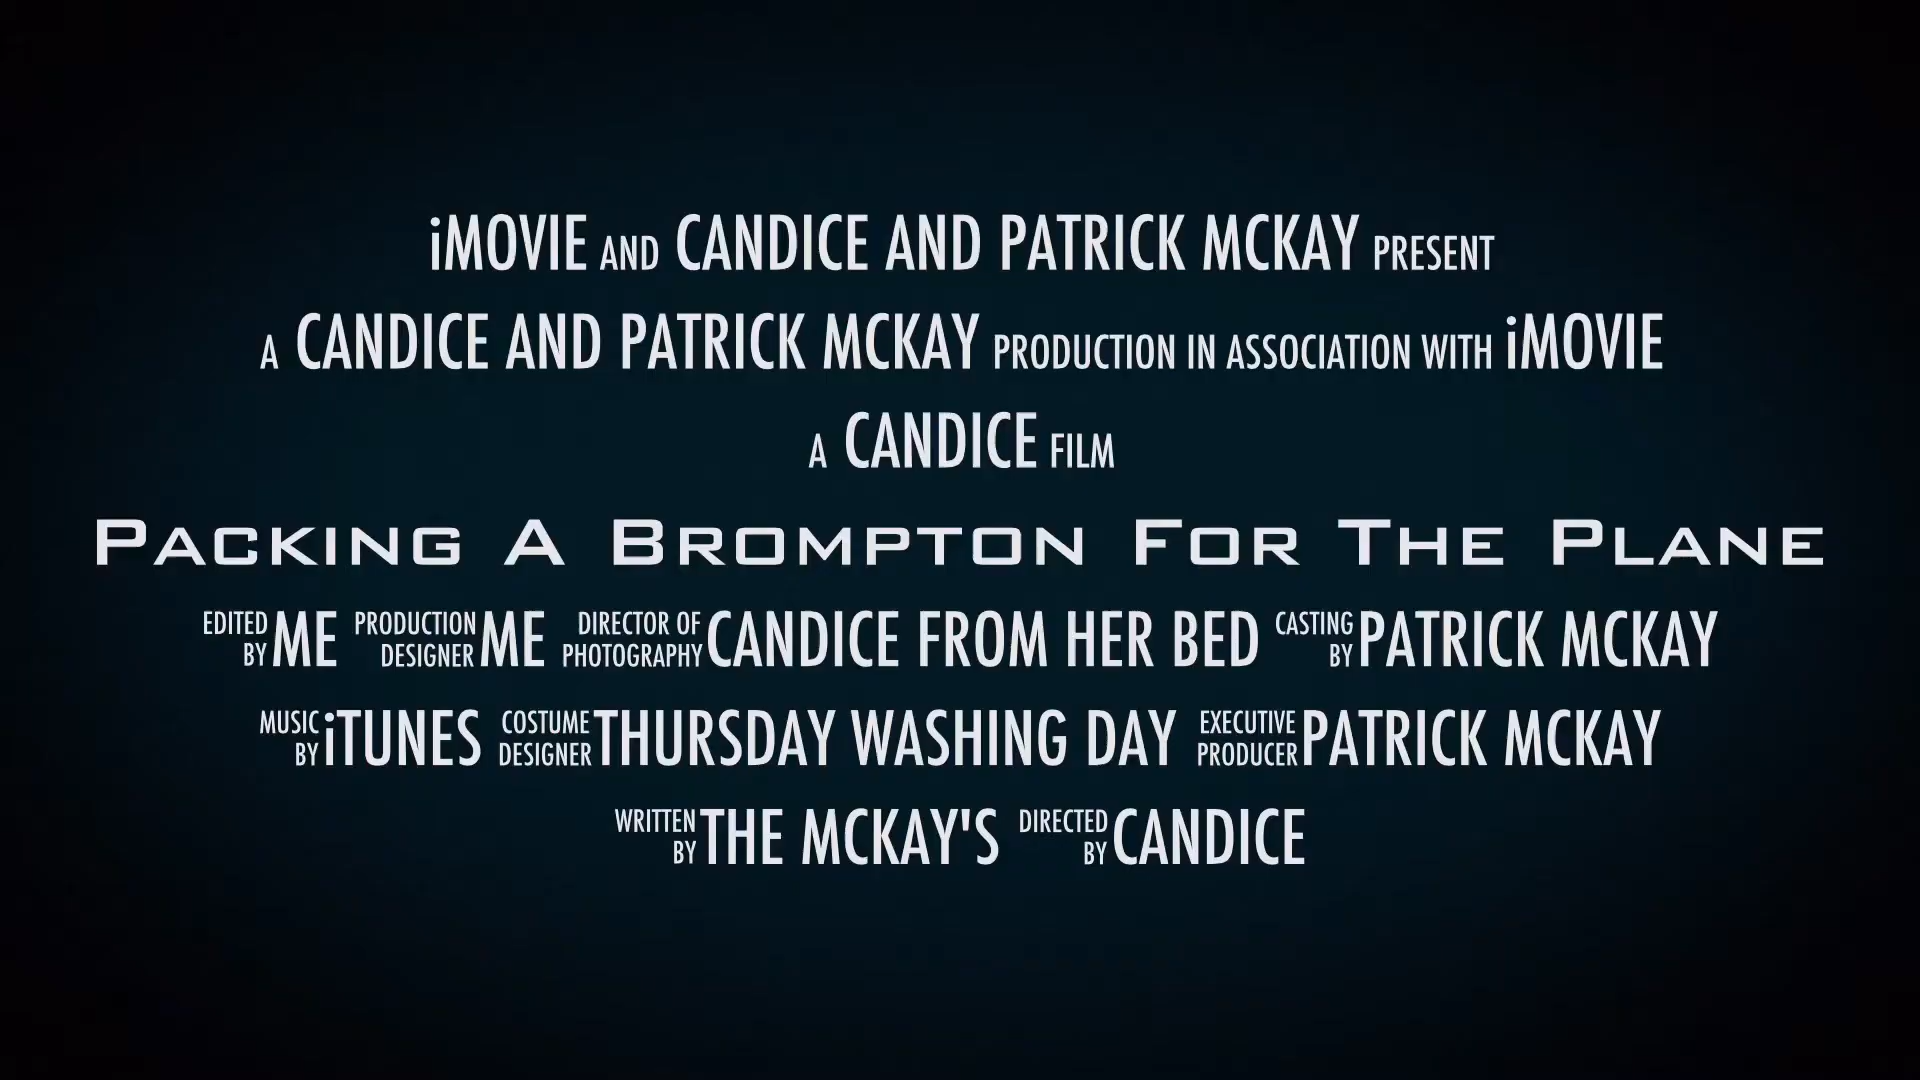 iMOVIE AND CANDICE AND PATRICK MCKAY PRESENT
A CANDICE AND PATRICK MCKAY PRODUCTION IN ASSOCIATION WITH iMOVIE
A CANDICE FILM
PACKING A BROMPTON FOR THE PLANE
EDITED BY ME PRODUCTION DESIGNER ME DIRECTOR OF PHOTOGRAPHY CANDICE FROM HER BED CASTING BY PATRICK MCKAY
MUSIC BY iTUNES COSTUME DESIGNER THURSDAY WASHING DAY EXECUTIVE PRODUCER PATRICK MCKAY
WRITTEN BY THE MCKAY'S DIRECTED BY CANDICE